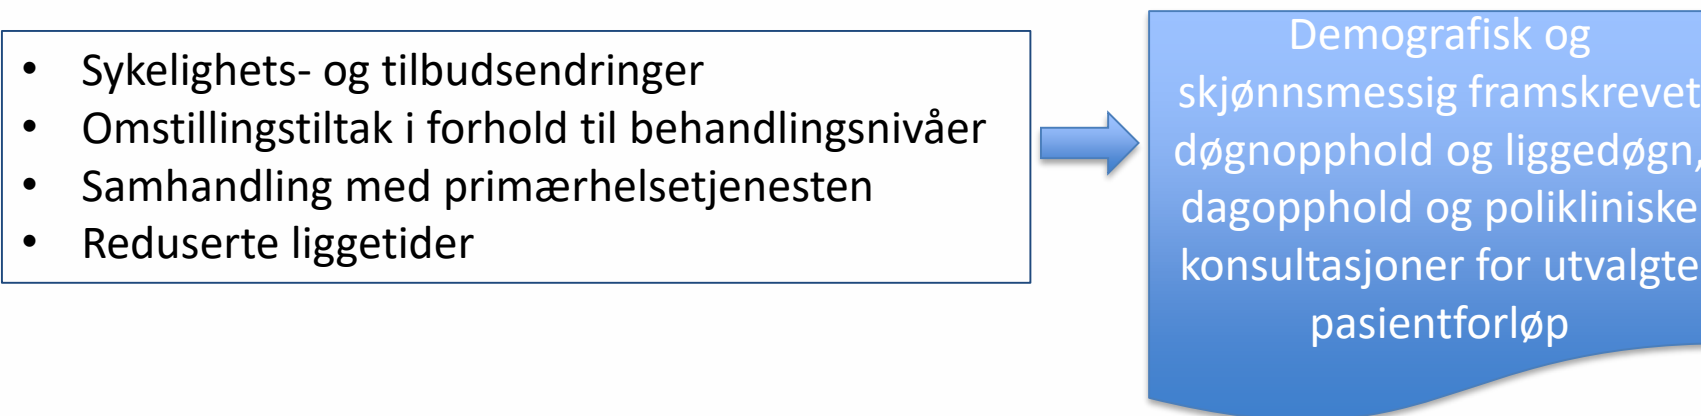 • Sykelighets- og tilbudsendringer
• Omstillingstiltak i forhold til behandlingsnivåer
• Samhandling med primærhelsetjenesten
• Reduserte liggetider
Demografisk og
skjønnsmessig framskrevet
døgnopphold og liggedøgn,
dagopphold og polikliniske
konsultasjoner for utvalgte
pasientforløp